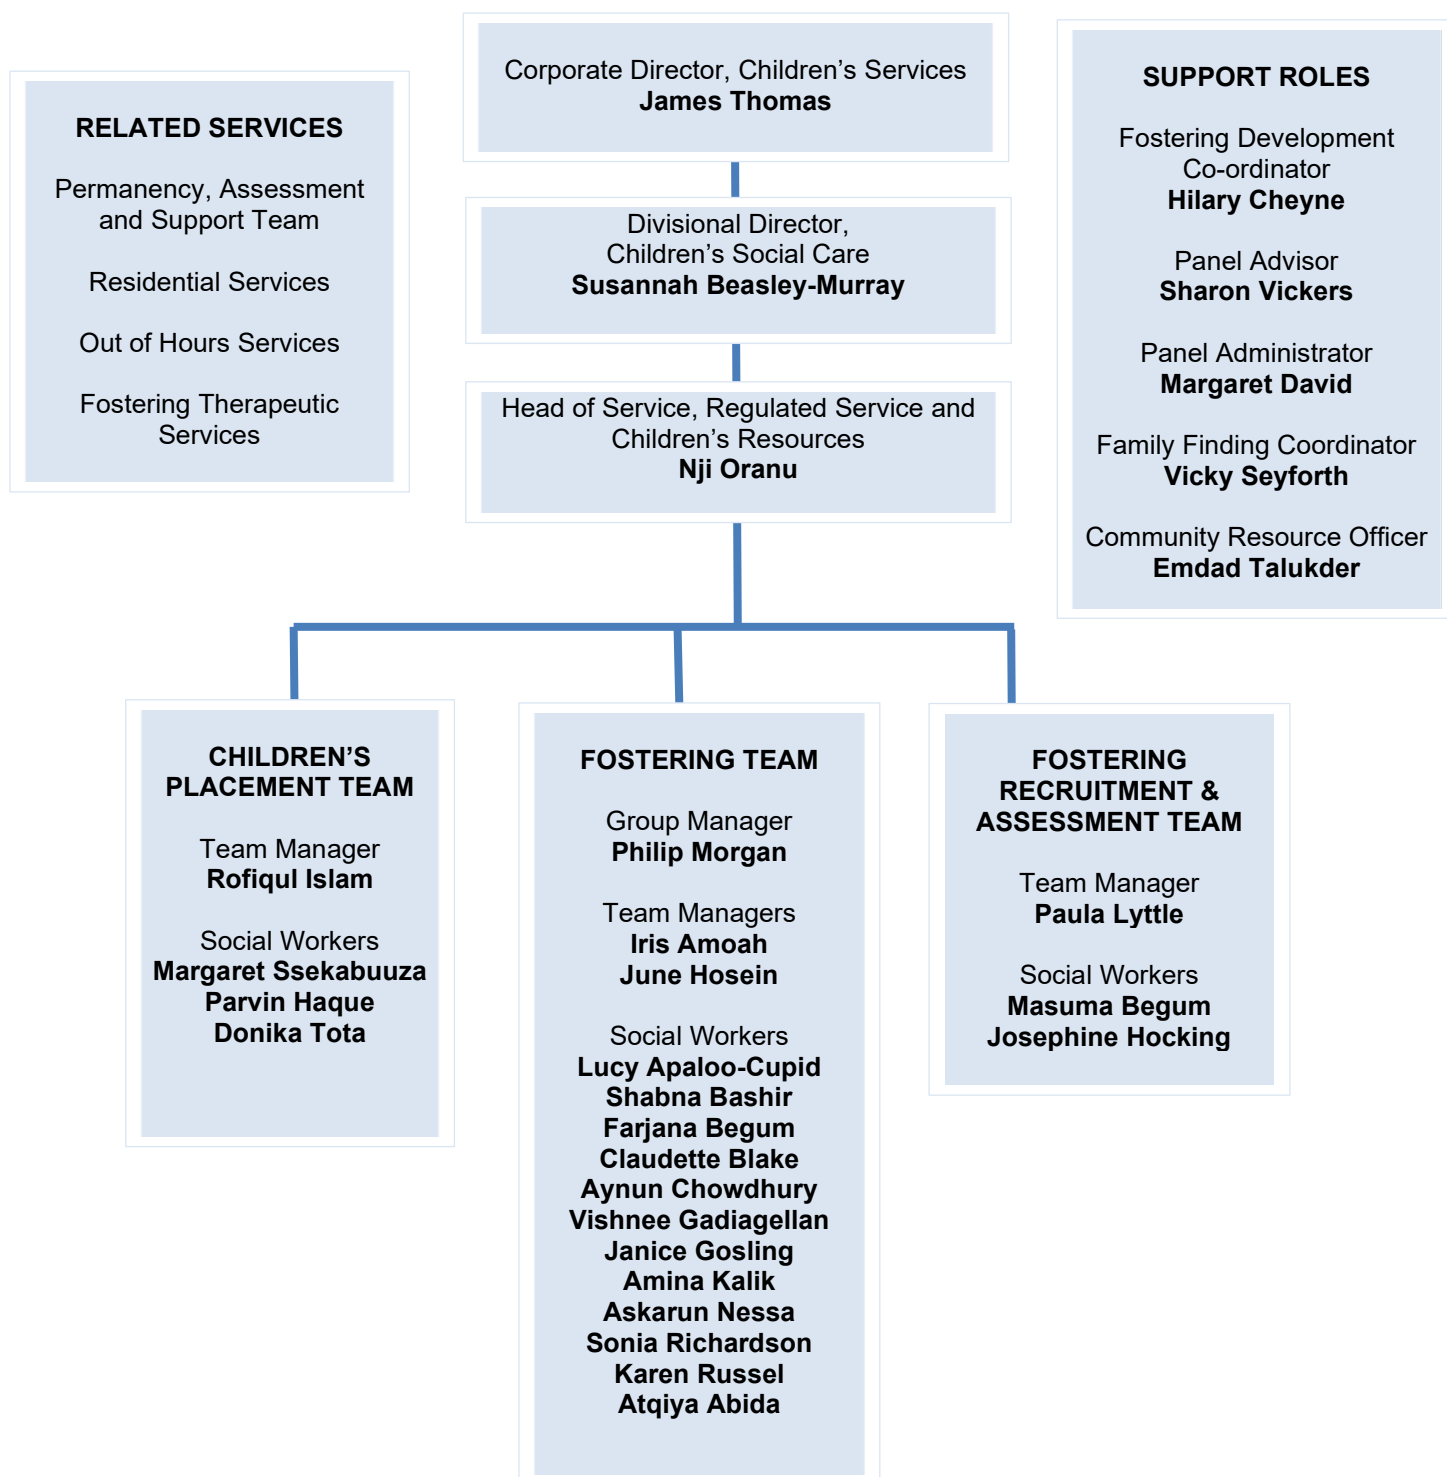 RELATED SERVICES
Permanency, Assessment
and Support Team
Residential Services
Out of Hours Services
Fostering Therapeutic
Services
Corporate Director, Children’s Services
James Thomas
Divisional Director,
Children’s Social Care
Susannah Beasley-Murray
Head of Service, Regulated Service and
Children’s Resources
Nji Oranu
SUPPORT ROLES
Fostering Development
Co-ordinator
Hilary Cheyne
Panel Advisor
Sharon Vickers
Panel Administrator
Margaret David
Family Finding Coordinator
Vicky Seyforth
Community Resource Officer
Emdad Talukder
CHILDREN’S
PLACEMENT TEAM
Team Manager
Rofiqul Islam
Social Workers
Margaret Ssekabuuza
Parvin Haque
Donika Tota
FOSTERING TEAM
Group Manager
Philip Morgan
Team Managers
Iris Amoah
June Hosein
Social Workers
Lucy Apaloo-Cupid
Shabna Bashir
Farjana Begum
Claudette Blake
Aynun Chowdhury
Vishnee Gadiagellan
Janice Gosling
Amina Kalik
Askarun Nessa
Sonia Richardson
Karen Russel
Atqiya Abida
FOSTERING
RECRUITMENT &
ASSESSMENT TEAM
Team Manager
Paula Lyttle
Social Workers
Masuma Begum
Josephine Hocking